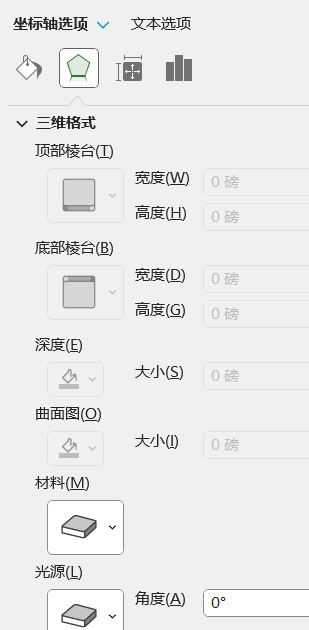 坐标轴选项 文本选项
三维格式
顶部棱台(T)
宽度(W) 0 磅
高度(H) 0 磅
底部棱台(B)
宽度(D) 0 磅
高度(G) 0 磅
深度(E)
大小(S) 0 磅
曲面图(O)
大小(I) 0 磅
材料(M)
光源(L)
角度(A) 0°